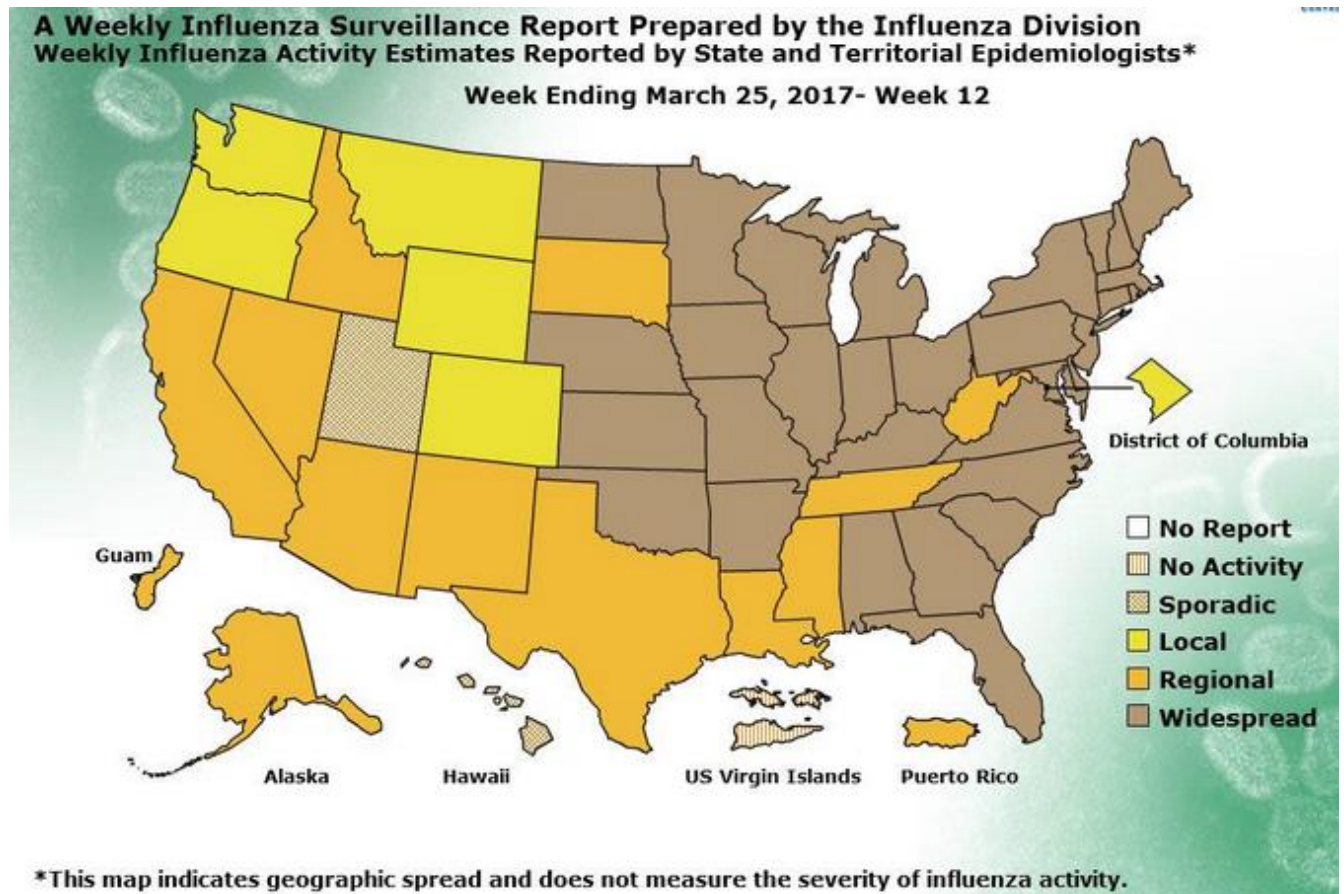 A Weekly Influenza Surveillance Report Prepared by the Influenza Division
Weekly Influenza Activity Estimates Reported by State and Territorial Epidemiologists*
Week Ending March 25, 2017- Week 12
District of Columbia
No Report
No Activity
Sporadic
Local
Regional
Widespread
Guam
Alaska
Hawaii
US Virgin Islands
Puerto Rico
*This map indicates geographic spread and does not measure the severity of influenza activity.